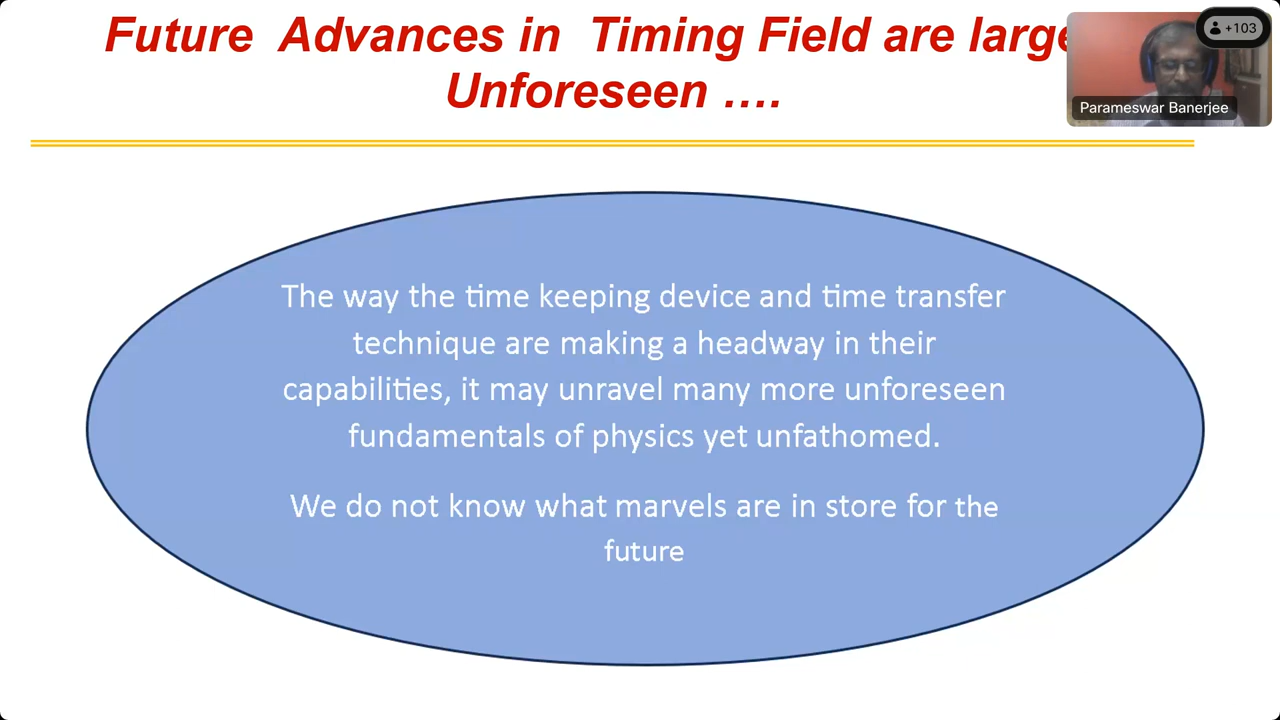 Future Advances in Timing Field are large
Unforeseen ....
+103
Parameswar Banerjee
The way the time keeping device and time transfer
technique are making a headway in their
capabilities, it may unravel many more unforeseen
fundamentals of physics yet unfathomed.
We do not know what marvels are in store for the
future